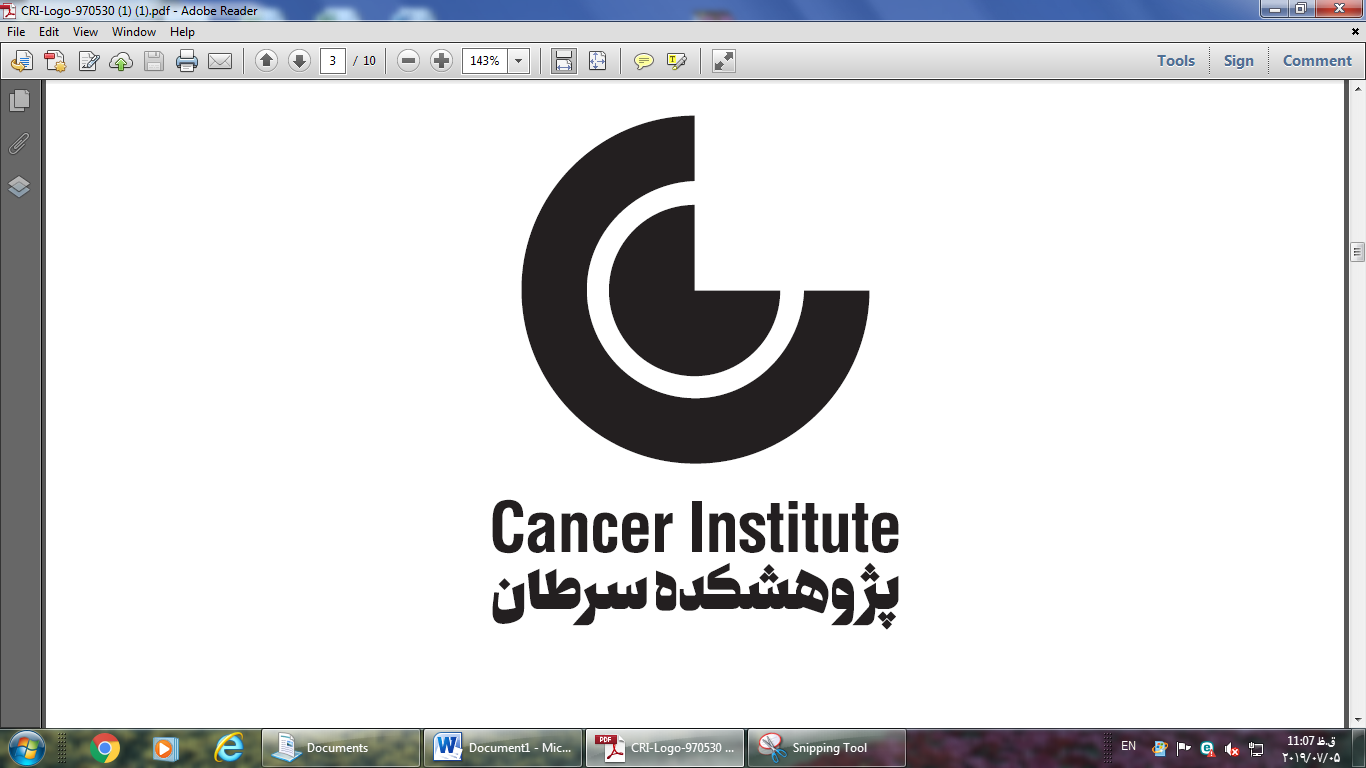 CRI-Logo-970530 (1) (1).pdf - Adobe Reader
File Edit View Window Help
3 / 10 143% Tools Sign Comment
Cancer Institute
پژوهشکده سرطان
Documents Document1 - Mic... CRI-Logo-970530 ... Snipping Tool EN 11:07 ق.ظ
۲۰۱۹/۰۷/۰۵